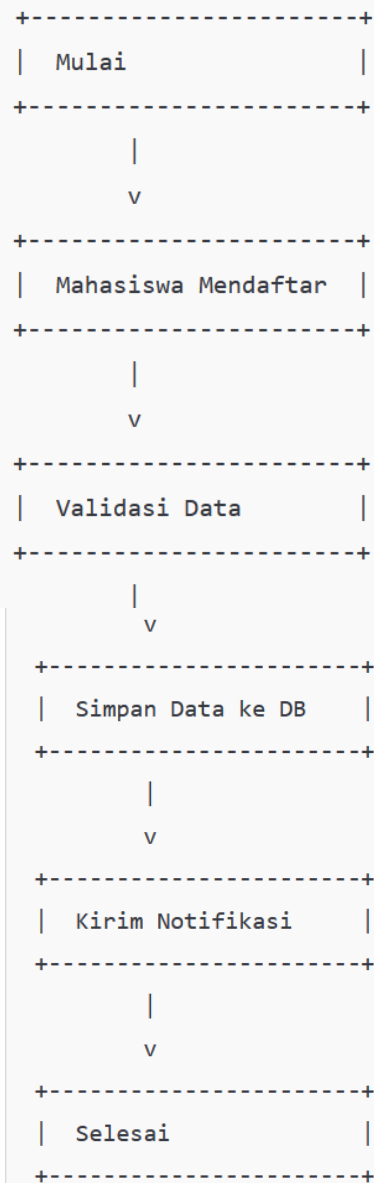 +-----------------------+
|  Mulai                |
+-----------------------+
|
v
+-----------------------+
|  Mahasiswa Mendaftar  |
+-----------------------+
|
v
+-----------------------+
|  Validasi Data        |
+-----------------------+
|
v
+-----------------------+
|  Simpan Data ke DB    |
+-----------------------+
|
v
+-----------------------+
|  Kirim Notifikasi     |
+-----------------------+
|
v
+-----------------------+
|  Selesai              |
+-----------------------+